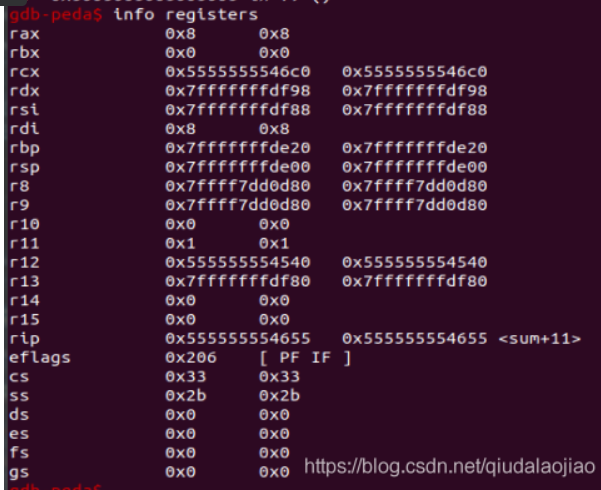 gdb-peda$ info registers
rax 0x8 0x8
rbx 0x0 0x0
rcx 0x5555555546c0 0x5555555546c0
rdx 0x7fffffffdf98 0x7fffffffdf98
rsi 0x7fffffffdf88 0x7fffffffdf88
rdi 0x8 0x8
rbp 0x7fffffffde20 0x7fffffffde20
rsp 0x7fffffffde00 0x7fffffffde00
r8 0x7ffff7dd0d80 0x7ffff7dd0d80
r9 0x7ffff7dd0d80 0x7ffff7dd0d80
r10 0x0 0x0
r11 0x1 0x1
r12 0x555555554540 0x555555554540
r13 0x7fffffffdf80 0x7fffffffdf80
r14 0x0 0x0
r15 0x0 0x0
rip 0x555555554655 0x555555554655 <sum+11>
eflags 0x206 [ PF IF ]
cs 0x33 0x33
ss 0x2b 0x2b
ds 0x0 0x0
es 0x0 0x0
fs 0x0 0x0
gs 0x0 0x0
https://blog.csdn.net/qiudalaojiao
gdb-peda$